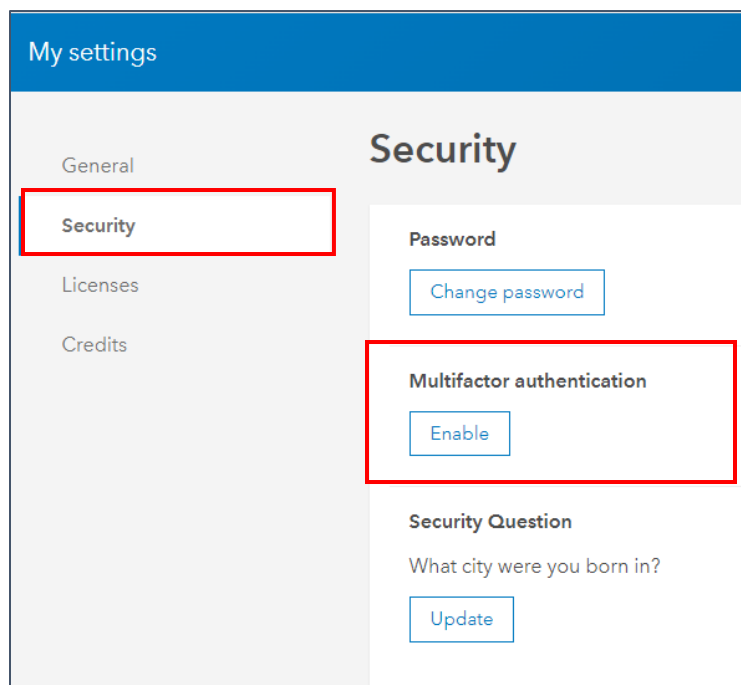 My settings
General
Security
Licenses
Credits
Security
Password
Change password
Multifactor authentication
Enable
Security Question
What city were you born in?
Update